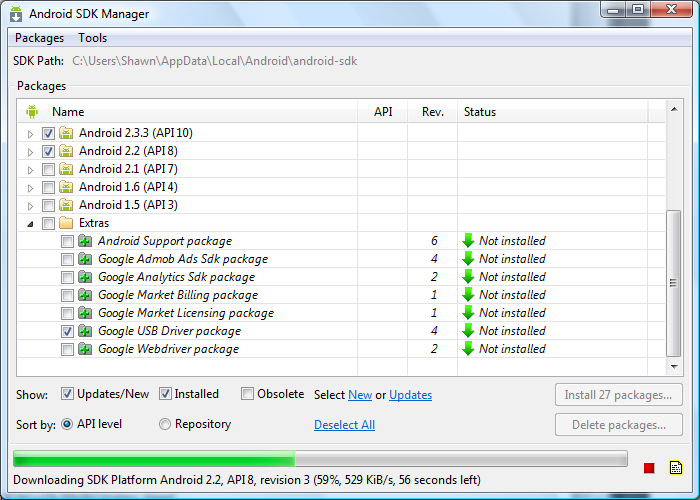 Android SDK Manager
Packages Tools
SDK Path: C:\Users\Shawn\AppData\Local\Android\android-sdk
Packages
Name API Rev. Status
Android 2.3.3 (API 10)
Android 2.2 (API 8)
Android 2.1 (API 7)
Android 1.6 (API 4)
Android 1.5 (API 3)
Extras
Android Support package 6 Not installed
Google Admob Ads Sdk package 4 Not installed
Google Analytics Sdk package 2 Not installed
Google Market Billing package 1 Not installed
Google Market Licensing package 1 Not installed
Google USB Driver package 4 Not installed
Google Webdriver package 2 Not installed
Show: Updates/New Installed Obsolete Select New or Updates Install 27 packages...
Sort by: API level Repository Deselect All Delete packages...
Downloading SDK Platform Android 2.2, API 8, revision 3 (59%, 529 KiB/s, 56 seconds left)